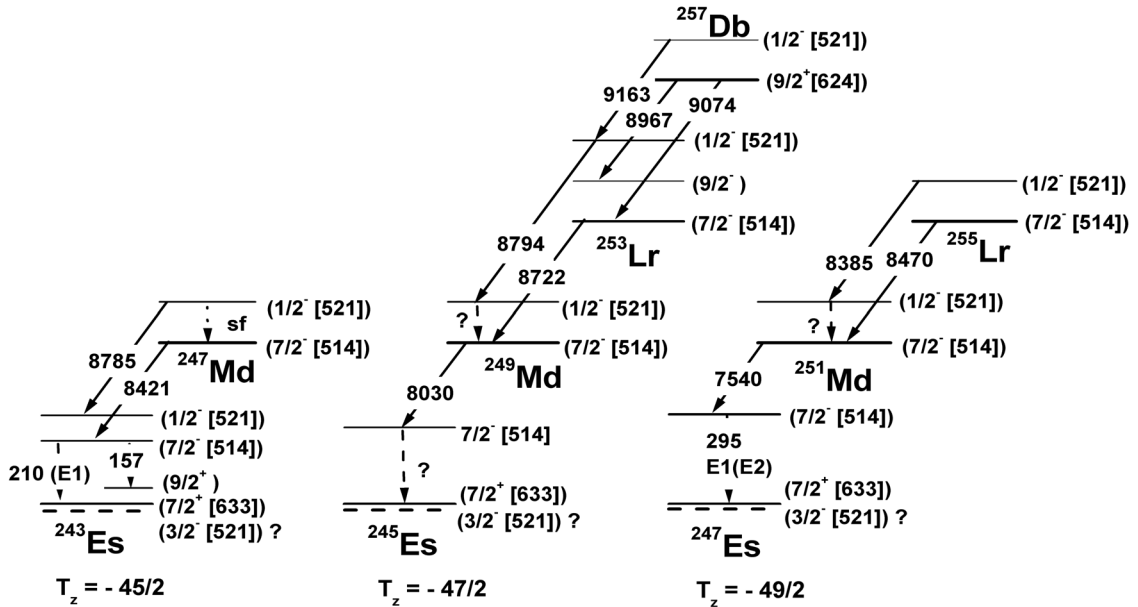 ²⁵⁷Db
(1/2⁻ [521])
(9/2⁺[624])
9163
9074
8967
(1/2⁻ [521])
(9/2⁻ )
(7/2⁻ [514])
²⁵³Lr
8794
8722
(1/2⁻ [521])
(7/2⁻ [514])
²⁵⁵Lr
8385
8470
(1/2⁻ [521])
sf
(7/2⁻ [514])
²⁴⁷Md
8785
8421
(1/2⁻ [521])
?
(7/2⁻ [514])
²⁴⁹Md
8030
(1/2⁻ [521])
?
(7/2⁻ [514])
²⁵¹Md
7540
(1/2⁻ [521])
(7/2⁻ [514])
210 (E1)
157
(9/2⁺ )
(7/2⁺ [633])
(3/2⁻ [521]) ?
²⁴³Es
7/2⁻ [514]
?
(7/2⁺ [633])
(3/2⁻ [521]) ?
²⁴⁵Es
(7/2⁻ [514])
295
E1(E2)
(7/2⁺ [633])
(3/2⁻ [521]) ?
²⁴⁷Es
T_z = - 45/2
T_z = - 47/2
T_z = - 49/2